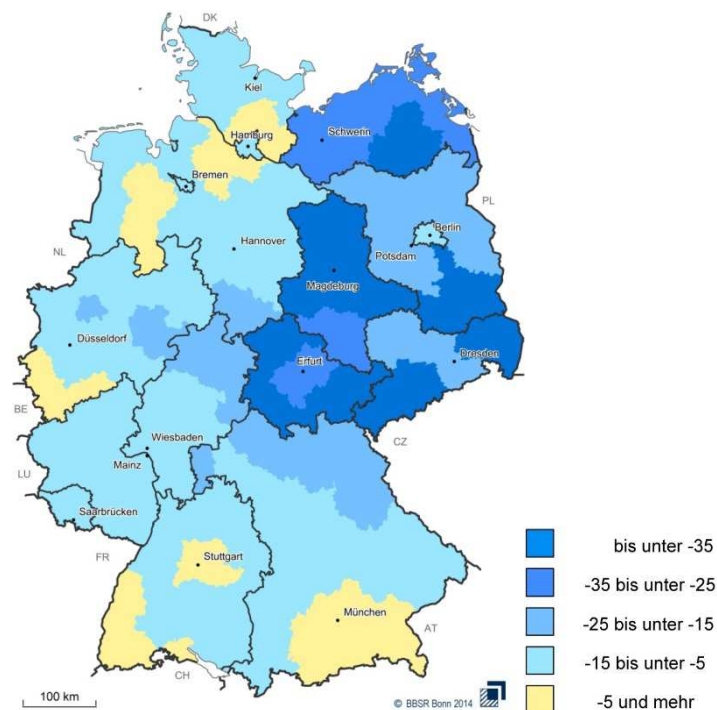 DK
Kiel
Schwerin
Hamburg
Bremen
PL
Berlin
NL
Hannover
Potsdam
Magdeburg
Düsseldorf
Erfurt
Dresden
BE
Wiesbaden
CZ
Mainz
LU
Saarbrücken
FR
Stuttgart
München
AT
CH
bis unter -35
-35 bis unter -25
-25 bis unter -15
-15 bis unter -5
-5 und mehr
100 km
© BBSR Bonn 2014